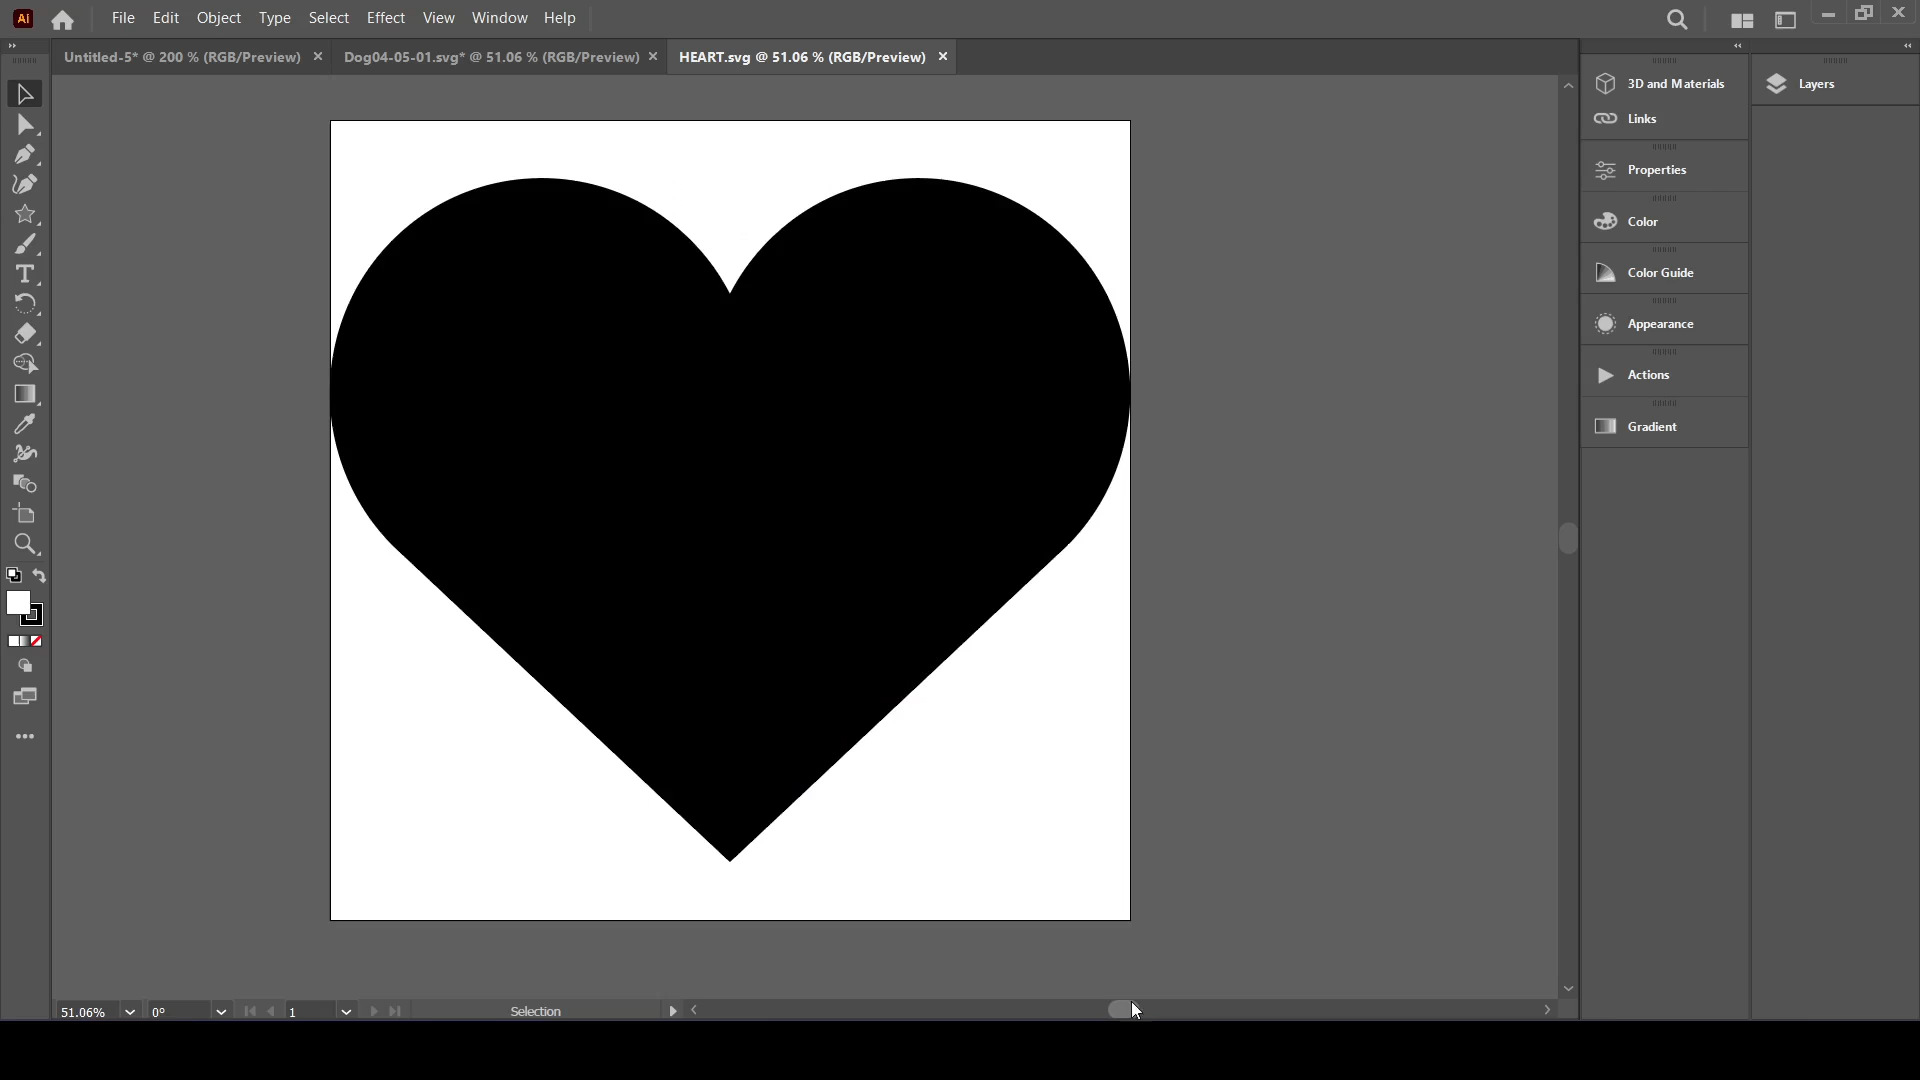 Ai File Edit Object Type Select Effect View Window Help
Untitled-5* @ 200 % (RGB/Preview) Dog04-05-01.svg* @ 51.06 % (RGB/Preview) HEART.svg @ 51.06 % (RGB/Preview)
3D and Materials
Links
Properties
Color
Color Guide
Appearance
Actions
Gradient
Layers
51.06% 0° 1 Selection